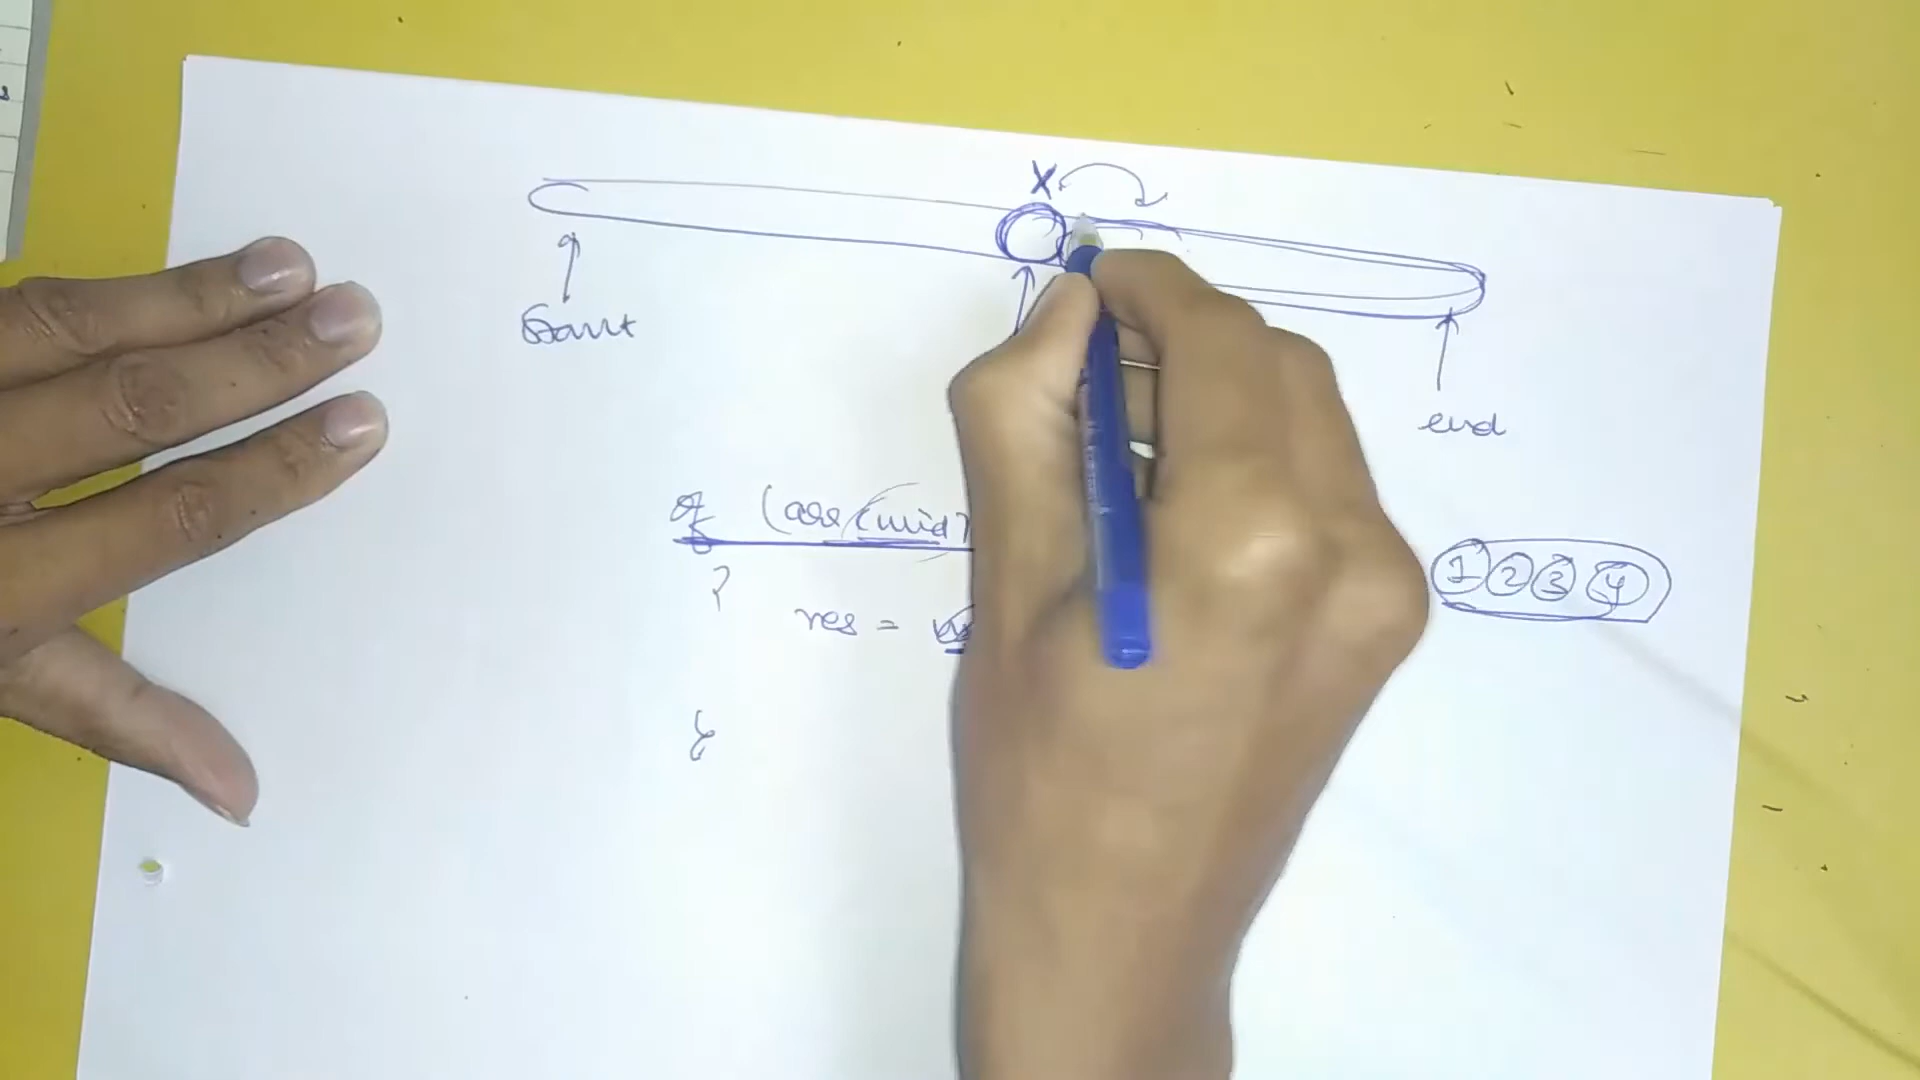 X
Start
end
if (arr[mid]
1 2 3 4
{
res =
}